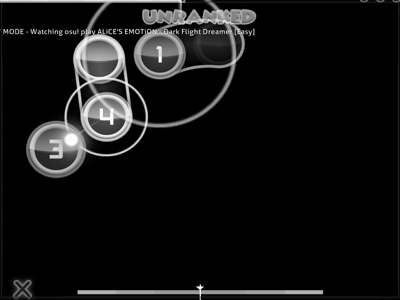 UNRANKED
MODE - Watching osu! play ALiCE'S EMOTiON - Dark Flight Dreamer [Easy]
1
4
3
X